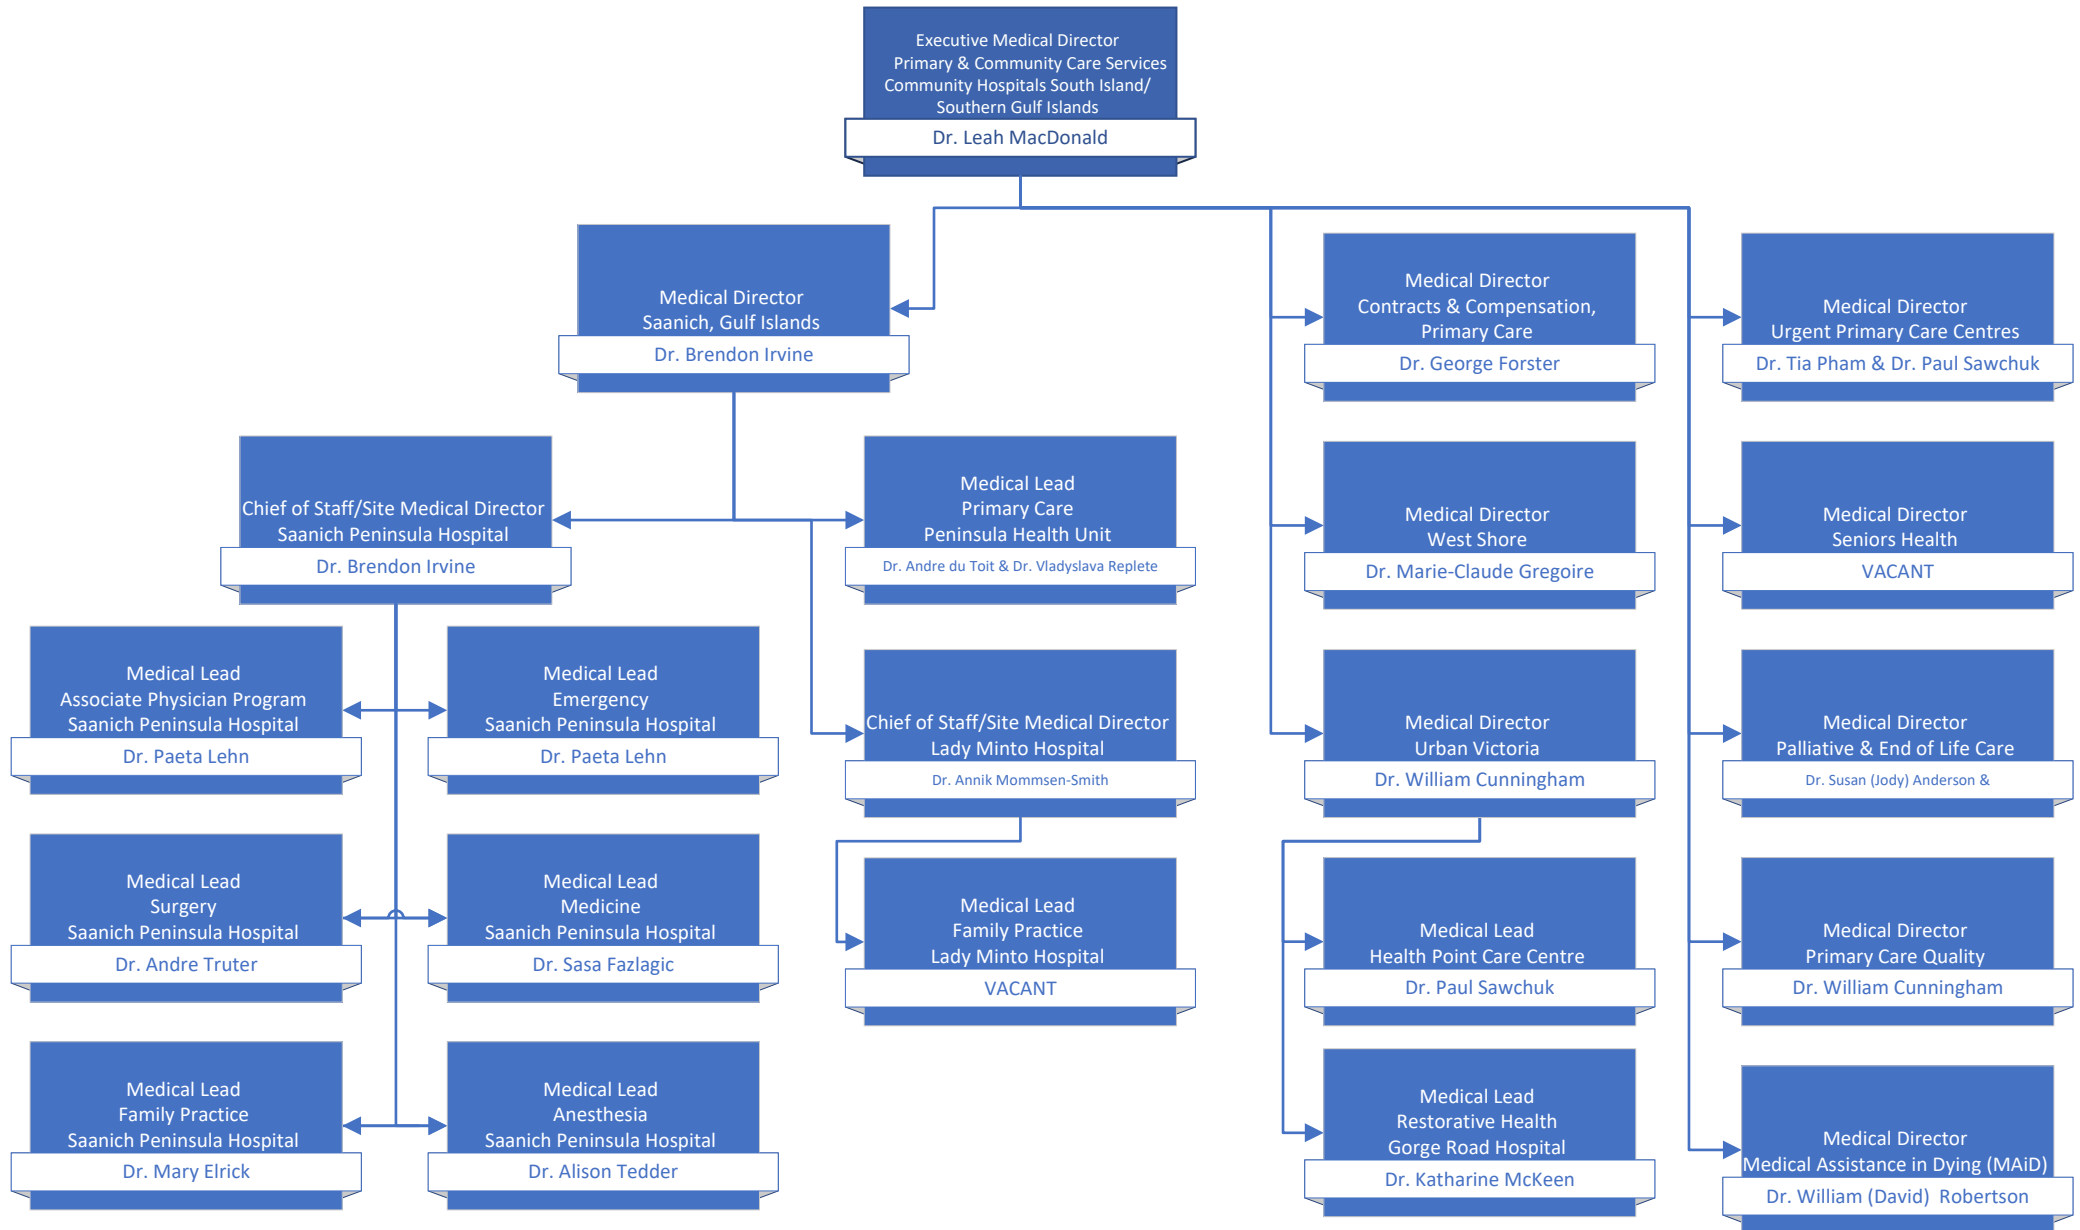 Executive Medical Director
Primary & Community Care Services
Community Hospitals South Island/
Southern Gulf Islands
Dr. Leah MacDonald
Medical Director
Saanich, Gulf Islands
Dr. Brendon Irvine
Medical Director
Contracts & Compensation,
Primary Care
Dr. George Forster
Medical Director
Urgent Primary Care Centres
Dr. Tia Pham & Dr. Paul Sawchuk
Chief of Staff/Site Medical Director
Saanich Peninsula Hospital
Dr. Brendon Irvine
Medical Lead
Primary Care
Peninsula Health Unit
Dr. Andre du Toit & Dr. Vladyslava Replete
Medical Director
West Shore
Dr. Marie-Claude Gregoire
Medical Director
Seniors Health
VACANT
Medical Lead
Associate Physician Program
Saanich Peninsula Hospital
Dr. Paeta Lehn
Medical Lead
Emergency
Saanich Peninsula Hospital
Dr. Paeta Lehn
Chief of Staff/Site Medical Director
Lady Minto Hospital
Dr. Annik Mommsen-Smith
Medical Director
Urban Victoria
Dr. William Cunningham
Medical Director
Palliative & End of Life Care
Dr. Susan (Jody) Anderson &
Medical Lead
Surgery
Saanich Peninsula Hospital
Dr. Andre Truter
Medical Lead
Medicine
Saanich Peninsula Hospital
Dr. Sasa Fazlagic
Medical Lead
Family Practice
Lady Minto Hospital
VACANT
Medical Lead
Health Point Care Centre
Dr. Paul Sawchuk
Medical Director
Primary Care Quality
Dr. William Cunningham
Medical Lead
Family Practice
Saanich Peninsula Hospital
Dr. Mary Elrick
Medical Lead
Anesthesia
Saanich Peninsula Hospital
Dr. Alison Tedder
Medical Lead
Restorative Health
Gorge Road Hospital
Dr. Katharine McKeen
Medical Director
Medical Assistance in Dying (MAiD)
Dr. William (David) Robertson